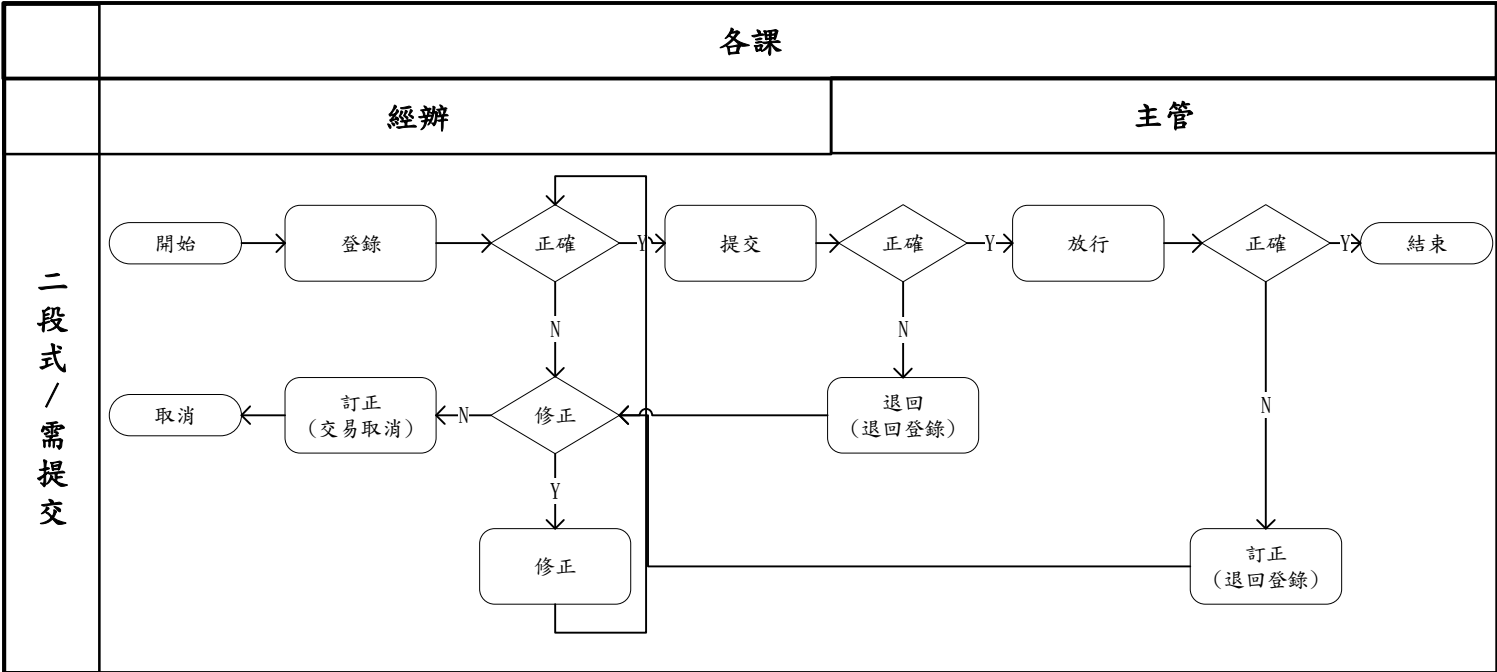 各課
經辦
主管
二段式/需提交
開始
登錄
正確
Y
提交
正確
Y
放行
正確
Y
結束
N
N
取消
訂正
(交易取消)
N
修正
退回
(退回登錄)
N
Y
修正
訂正
(退回登錄)